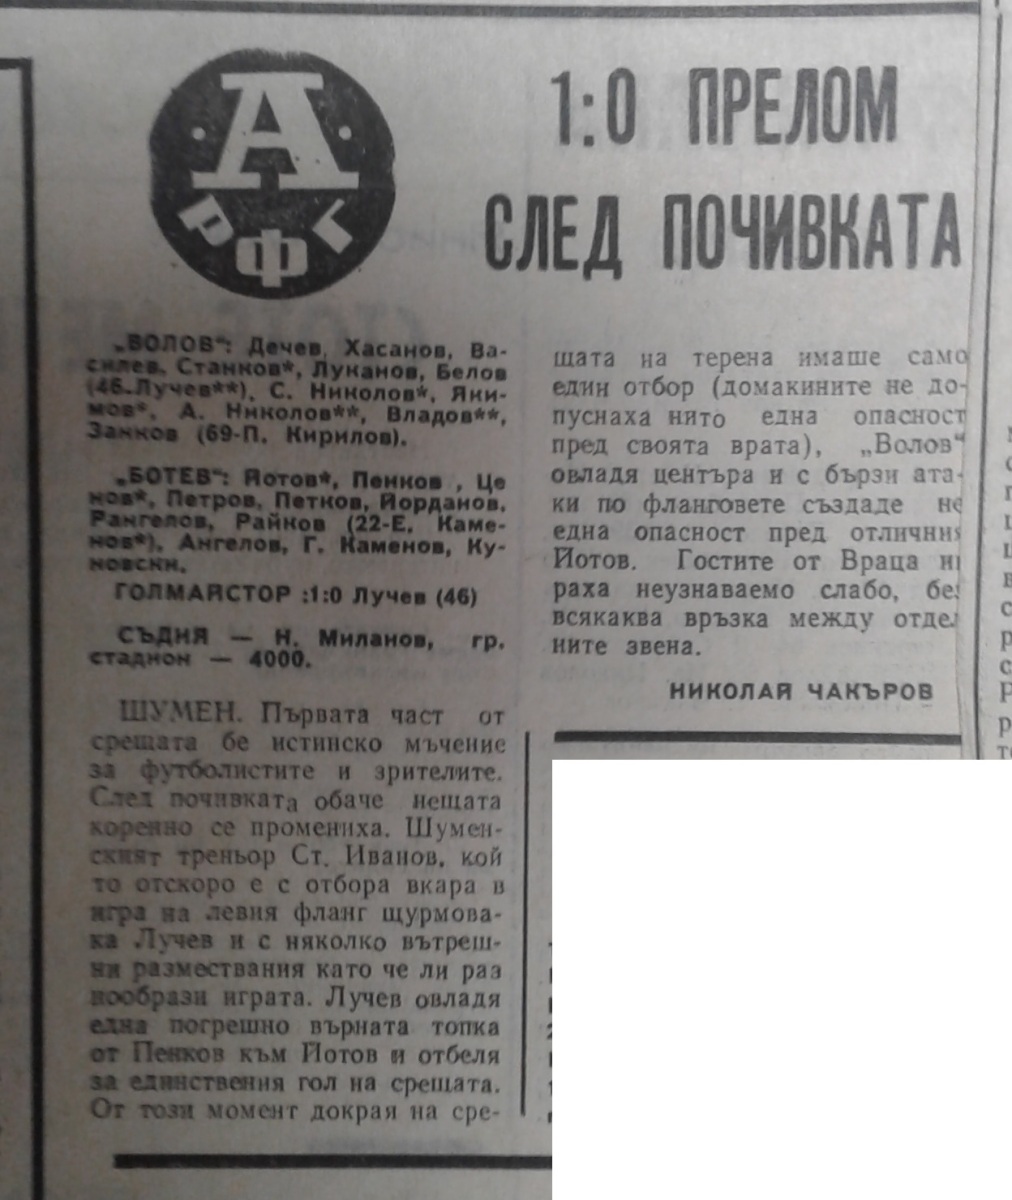 А
РФГ
1:0 ПРЕЛОМ
СЛЕД ПОЧИВКАТА
„ВОЛОВ“: Дечев, Хасанов, Ва-
силев, Станков*, Луканов, Белов
(46-Лучев**), С. Николов*, Яки-
мов*, А. Николов**, Владов**,
Занков (69-П. Кирилов).
„БОТЕВ“: Йотов*, Пенков , Це
нов*, Петров, Петков, Йорданов,
Рангелов, Райков (22-Е. Каме-
нов*), Ангелов, Г. Каменов, Ку-
новски.
ГОЛМАЙСТОР :1:0 Лучев (46)
СЪДИЯ — Н. Миланов, гр.
стадион — 4000.
ШУМЕН. Първата част от
срещата бе истинско мъчение
за футболистите и зрителите.
След почивката обаче нещата
коренно се промениха. Шумен-
ският треньор Ст. Иванов, кой
то отскоро е с отбора вкара в
игра на левия фланг щурмова-
ка Лучев и с няколко вътреш-
ни размествания като че ли раз
нообрази играта. Лучев овладя
една погрешно върната топка
от Пенков към Йотов и отбеля
за единствения гол на срещата.
От този момент докрая на сре-
щата на терена имаше само
един отбор (домакините не до-
пуснаха нито една опасност
пред своята врата), „Волов“
овладя центъра и с бързи ата-
ки по фланговете създаде не
една опасност пред отличния
Йотов. Гостите от Враца иг
раха неузнаваемо слабо, без
всякаква връзка между отдел
ните звена.
НИКОЛАЙ ЧАКЪРОВ